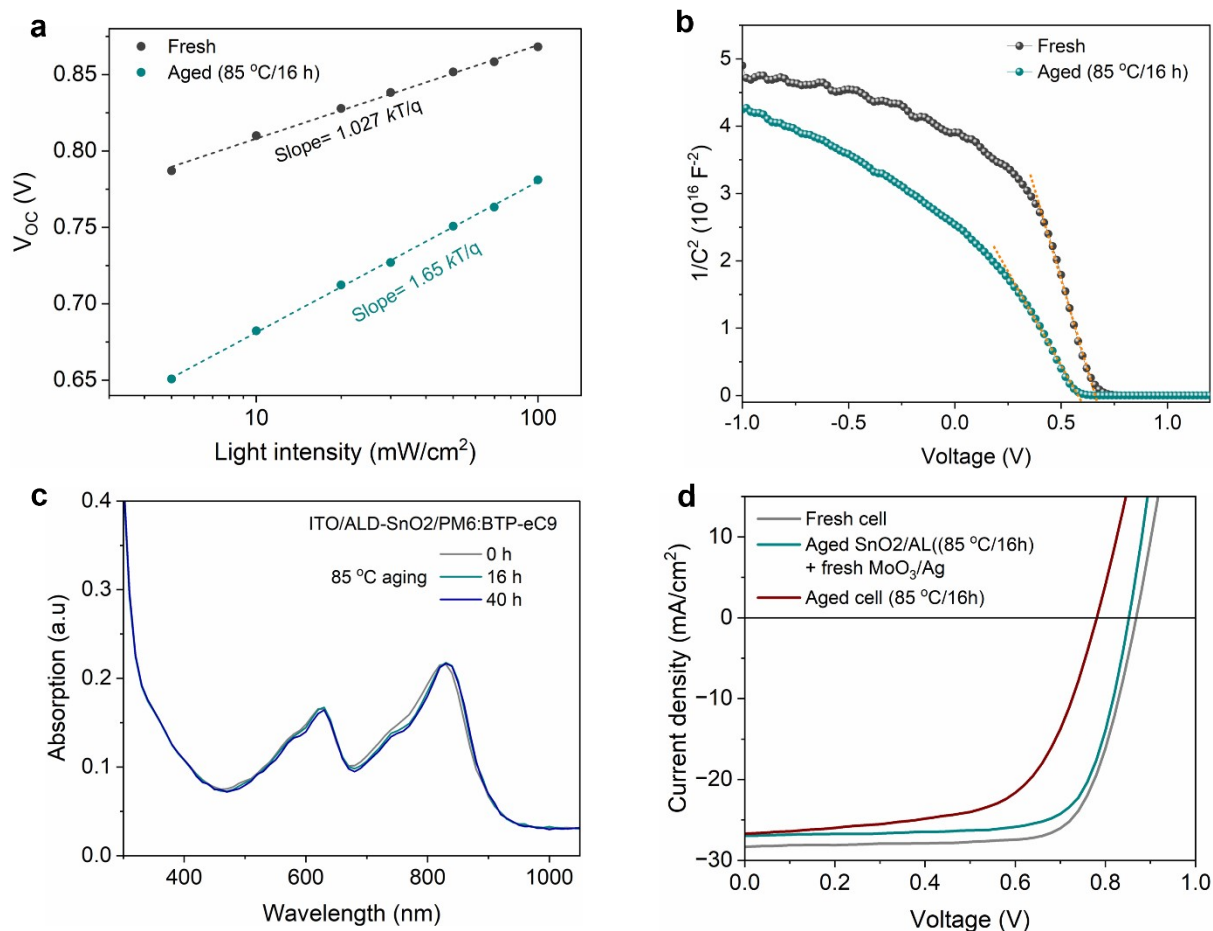 a
Fresh
Aged (85 °C/16 h)
Slope= 1.027 kT/q
Slope= 1.65 kT/q
0.85
0.80
0.75
0.70
0.65
V_OC (V)
10
100
Light intensity (mW/cm²)
b
Fresh
Aged (85 °C/16 h)
5
4
3
2
1
0
1/C² (10¹⁶ F⁻²)
-1.0
-0.5
0.0
0.5
1.0
Voltage (V)
c
ITO/ALD-SnO2/PM6:BTP-eC9
85 °C aging
0 h
16 h
40 h
0.4
0.3
0.2
0.1
0.0
Absorption (a.u)
400
600
800
1000
Wavelength (nm)
d
Fresh cell
Aged SnO2/AL((85 °C/16h)
+ fresh MoO₃/Ag
Aged cell (85 °C/16h)
10
0
−10
−20
−30
Current density (mA/cm²)
0.0
0.2
0.4
0.6
0.8
1.0
Voltage (V)